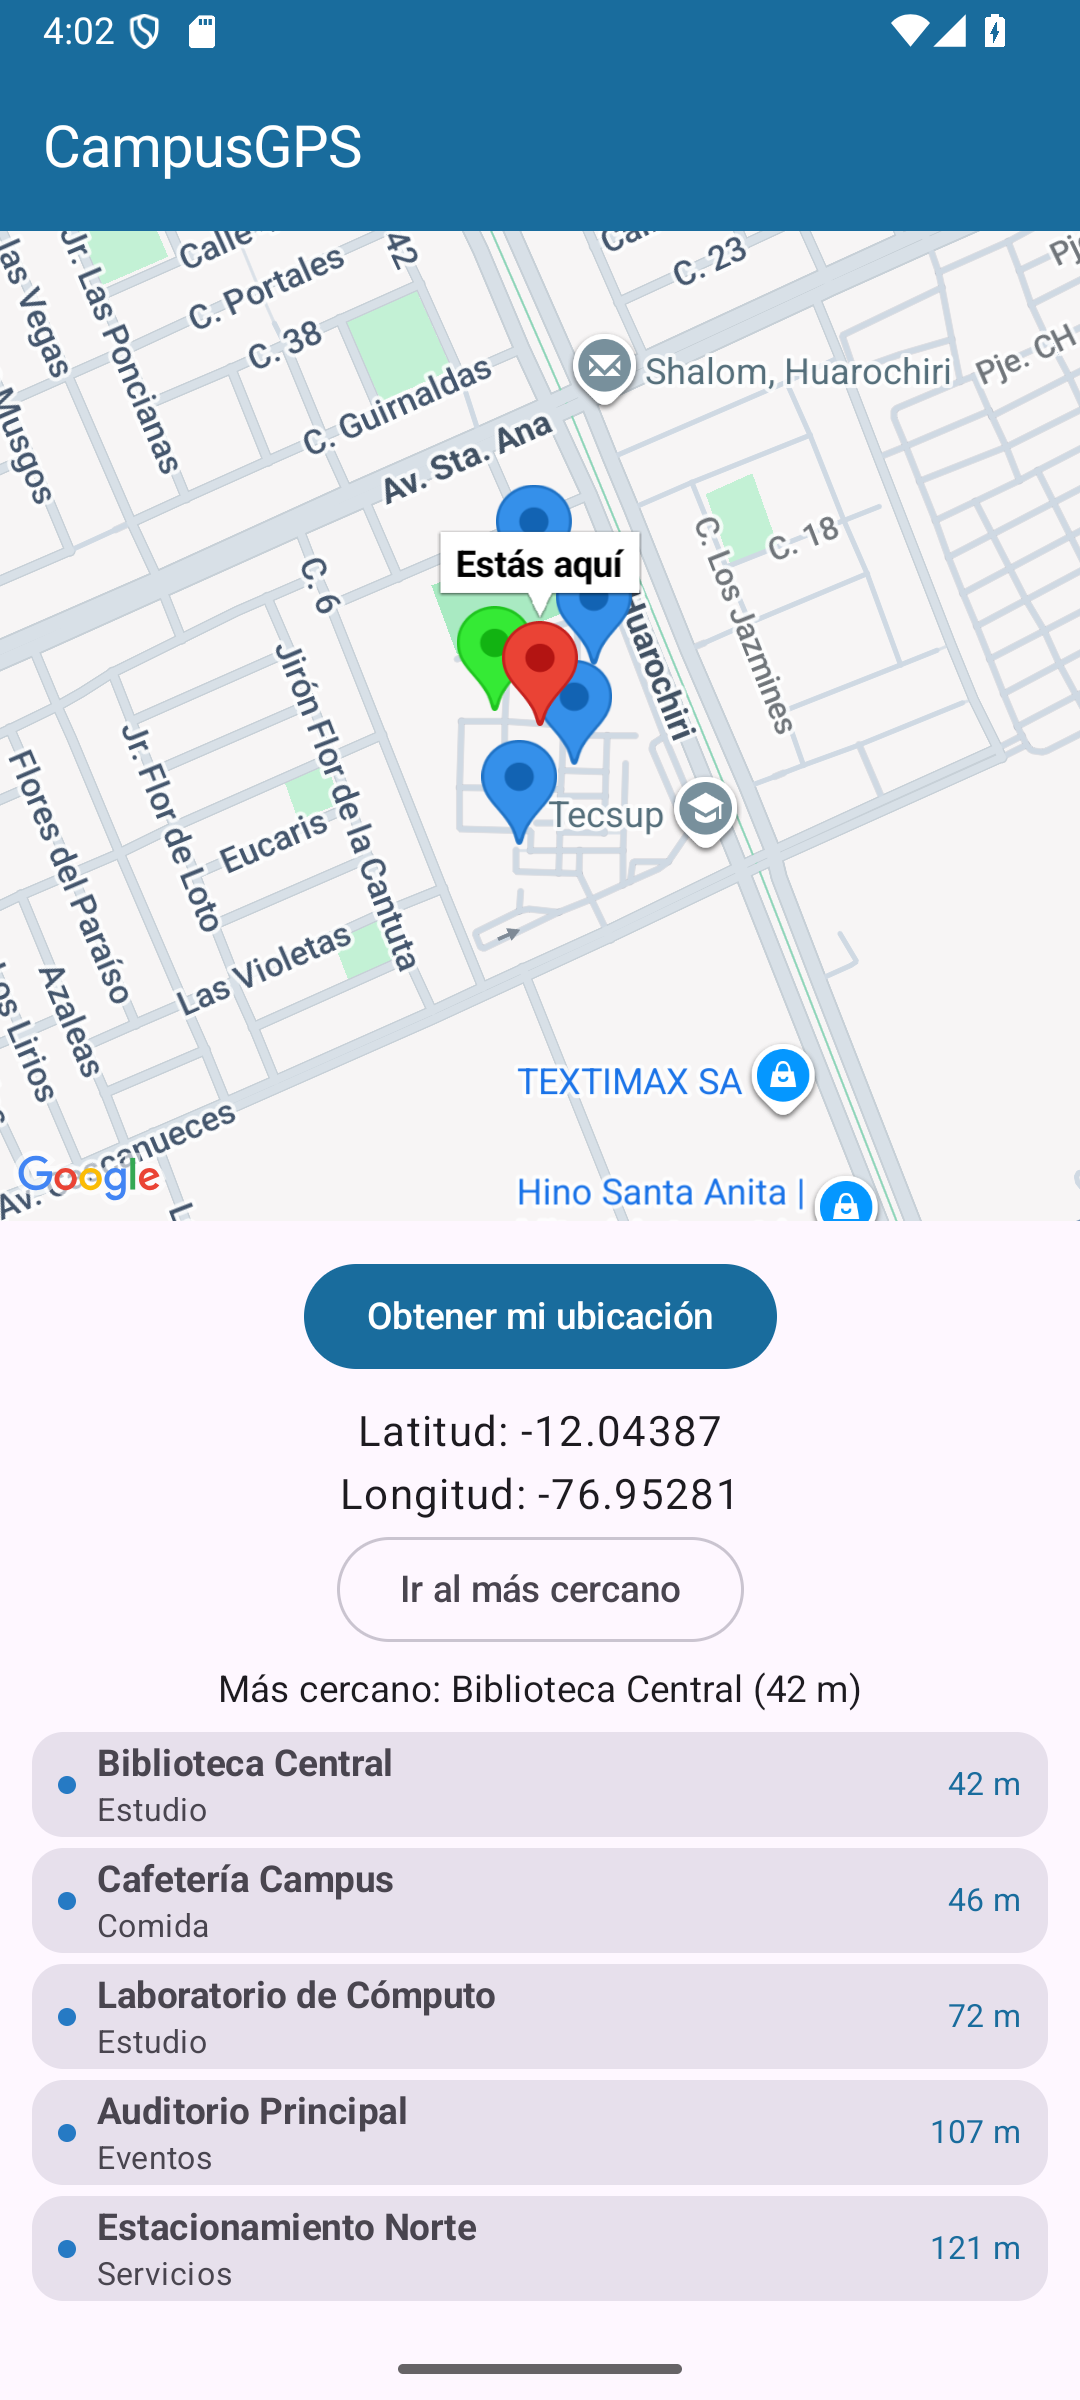 4:02
CampusGPS
Calle
42
C. 23
las Vegas
Jr. Las Poncianas
C. Portales
C. 38
C. Guirnaldas
Shalom, Huarochiri
Pje. CH
Musgos
Av. Sta. Ana
C. 18
C. Los Jazmines
C. 6
Estás aquí
Huarochiri
Jirón Flor de la Cantuta
Jr. Flor de Loto
Flores del Paraíso
Eucaris
Tecsup
Las Violetas
Azaleas
Lirios
TEXTIMAX SA
Google
Av.
Hino Santa Anita |
Obtener mi ubicación
Latitud: -12.04387
Longitud: -76.95281
Ir al más cercano
Más cercano: Biblioteca Central (42 m)
Biblioteca Central
Estudio
42 m
Cafetería Campus
Comida
46 m
Laboratorio de Cómputo
Estudio
72 m
Auditorio Principal
Eventos
107 m
Estacionamiento Norte
Servicios
121 m